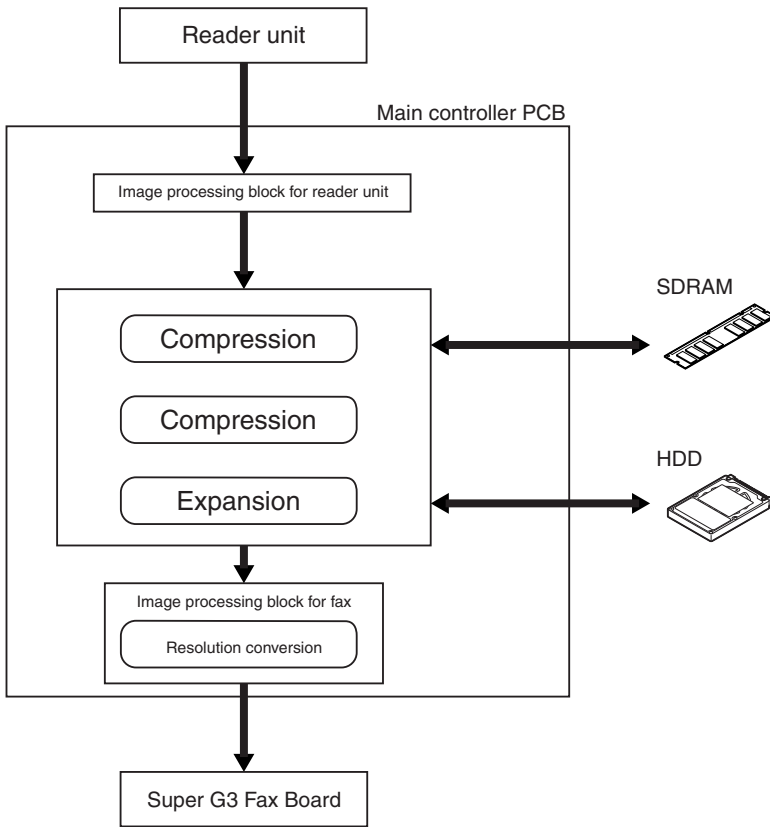 Reader unit
Main controller PCB
Image processing block for reader unit
SDRAM
Compression
Compression
HDD
Expansion
Image processing block for fax
Resolution conversion
Super G3 Fax Board